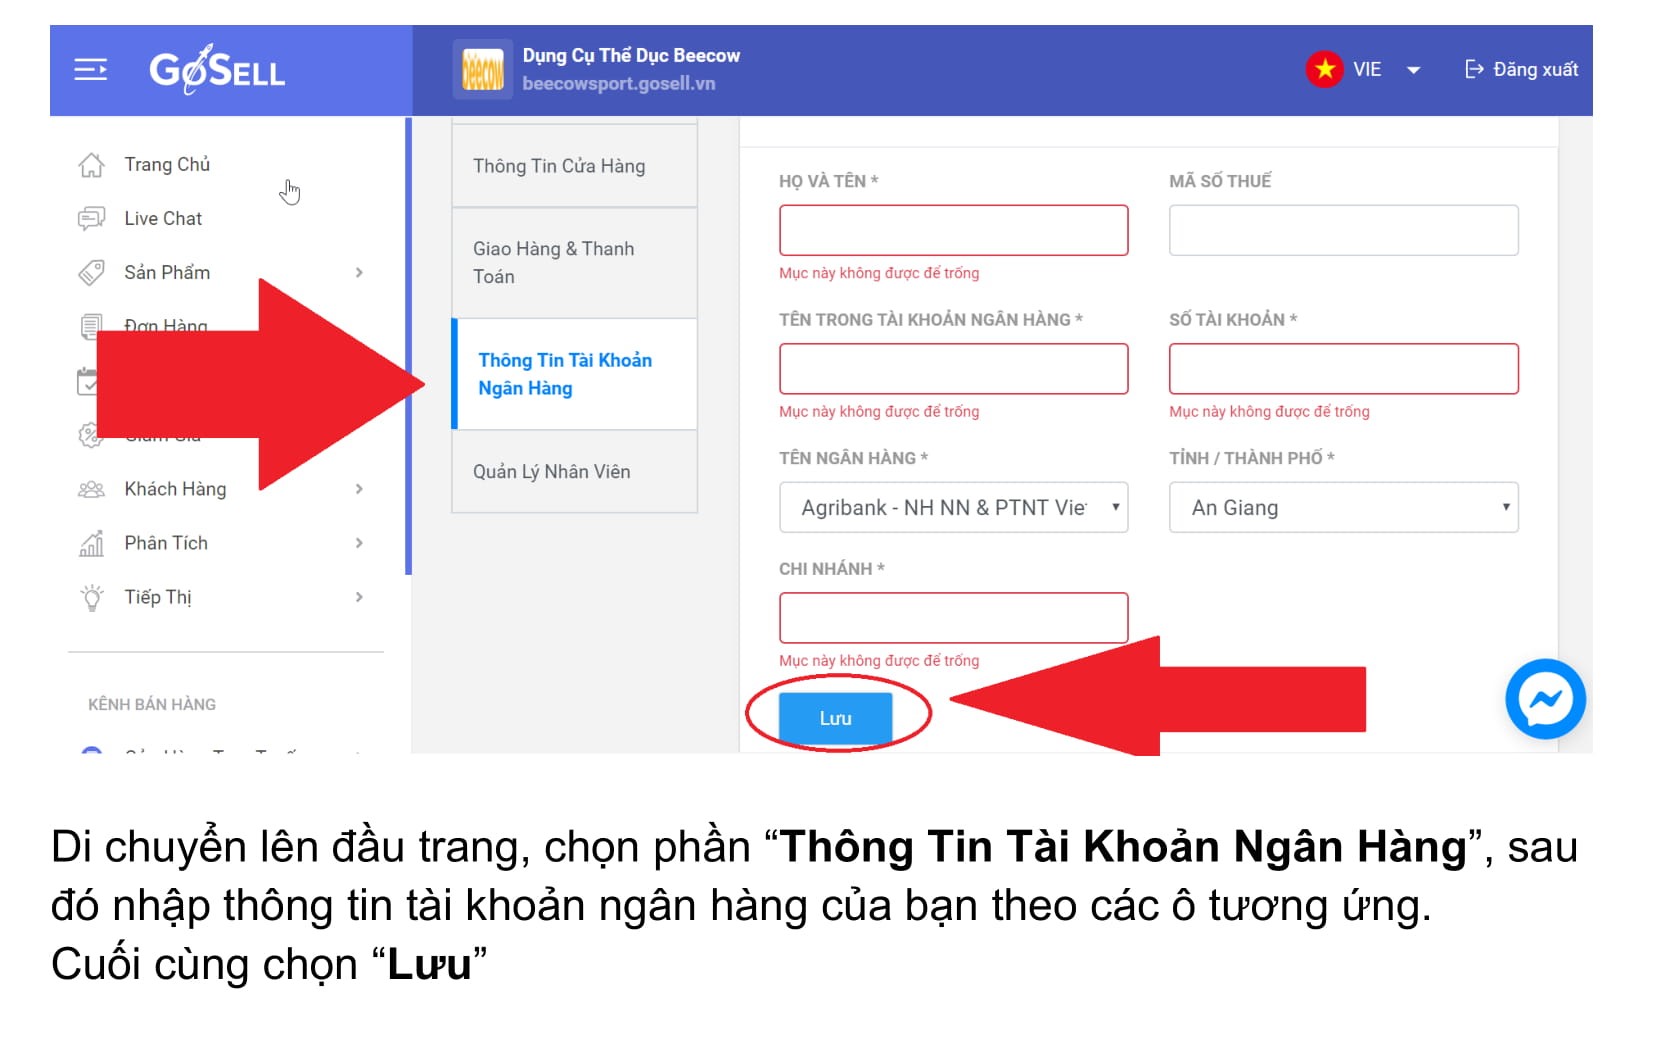 GOSELL
beecow
Dụng Cụ Thể Dục Beecow
beecowsport.gosell.vn
VIE
Đăng xuất
Trang Chủ
Live Chat
Sản Phẩm
Đơn Hàng
Khách Hàng
Phân Tích
Tiếp Thị
KÊNH BÁN HÀNG
Thông Tin Cửa Hàng
Giao Hàng & Thanh
Toán
Thông Tin Tài Khoản
Ngân Hàng
Quản Lý Nhân Viên
HỌ VÀ TÊN *
MÃ SỐ THUẾ
Mục này không được để trống
TÊN TRONG TÀI KHOẢN NGÂN HÀNG *
SỐ TÀI KHOẢN *
Mục này không được để trống
Mục này không được để trống
TÊN NGÂN HÀNG *
TỈNH / THÀNH PHỐ *
Agribank - NH NN & PTNT Vie
An Giang
CHI NHÁNH *
Mục này không được để trống
Lưu
Di chuyển lên đầu trang, chọn phần “Thông Tin Tài Khoản Ngân Hàng”, sau
đó nhập thông tin tài khoản ngân hàng của bạn theo các ô tương ứng.
Cuối cùng chọn “Lưu”